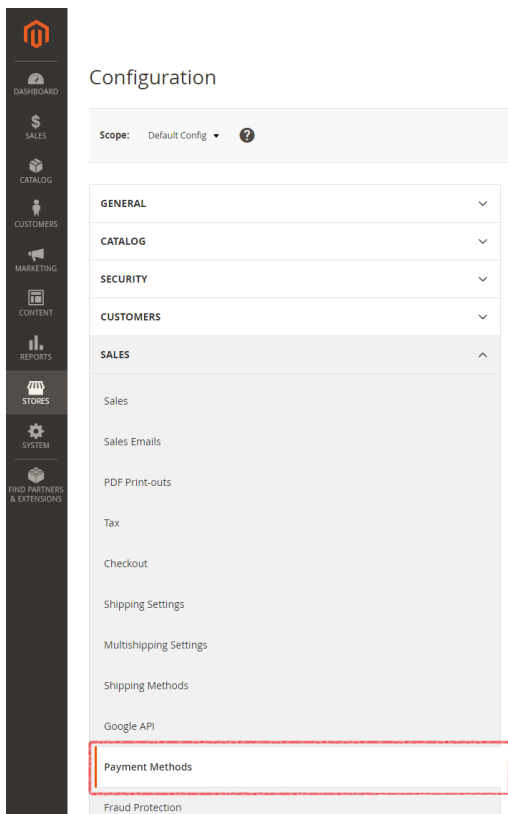 DASHBOARD
SALES
CATALOG
CUSTOMERS
MARKETING
CONTENT
REPORTS
STORES
SYSTEM
FIND PARTNERS
& EXTENSIONS
Configuration
Scope: Default Config ?
GENERAL
CATALOG
SECURITY
CUSTOMERS
SALES
Sales
Sales Emails
PDF Print-outs
Tax
Checkout
Shipping Settings
Multishipping Settings
Shipping Methods
Google API
Payment Methods
Fraud Protection